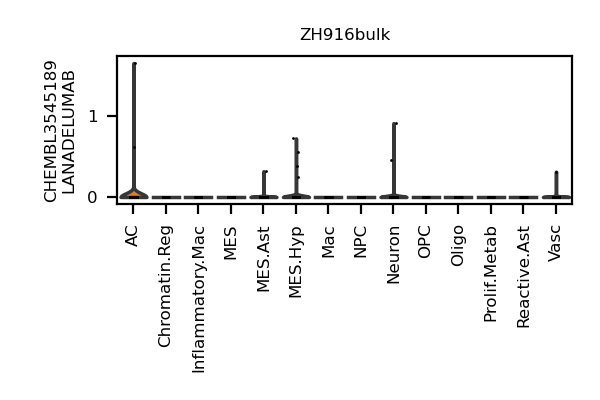 ZH916bulk
CHEMBL3545189
LANADELUMAB
1
0
AC
Chromatin.Reg
Inflammatory.Mac
MES
MES.Ast
MES.Hyp
Mac
NPC
Neuron
OPC
Oligo
Prolif.Metab
Reactive.Ast
Vasc